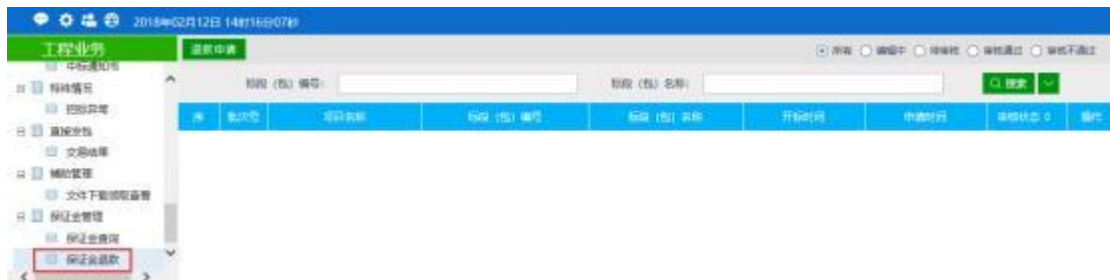 2018年02月12日 14时16分07秒
工程业务
退款申请
所有 编辑中 待审核 审核通过 审核不通过
中标通知书
特殊情况
标段（包）编号：
标段（包）名称：
搜索
招标异常
序 批次号 项目名称 标段（包）编号 标段（包）名称 开标时间 申请时间 审核状态 操作
直接发包
交易结果
辅助管理
文件下载领取查看
保证金管理
保证金查询
保证金退款